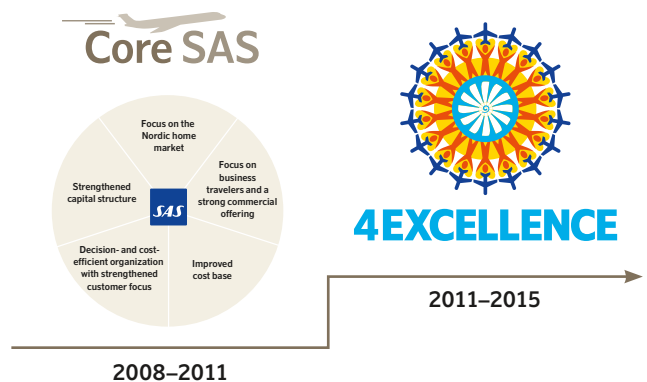 Core SAS
Focus on the
Nordic home
market
Focus on
business
travelers and a
strong commercial
offering
Improved
cost base
Decision- and cost-
efficient organization
with strengthened
customer focus
Strengthened
capital structure
SAS
2008–2011
4EXCELLENCE
2011–2015